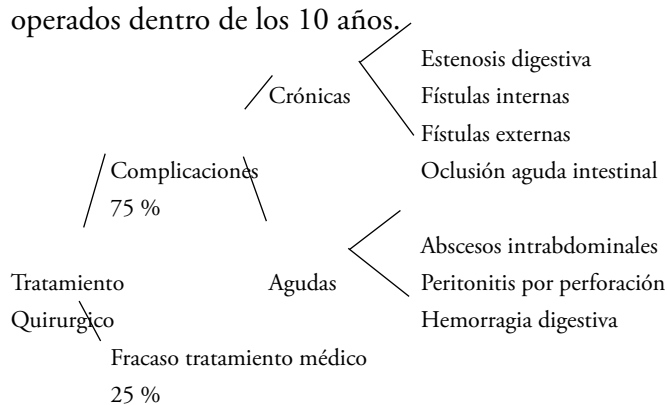 operados dentro de los 10 años.
Estenosis digestiva
Crónicas
Fístulas internas
Fístulas externas
Complicaciones
75 %
Oclusión aguda intestinal
Abscesos intrabdominales
Tratamiento
Quirurgico
Agudas
Peritonitis por perforación
Hemorragia digestiva
Fracaso tratamiento médico
25 %